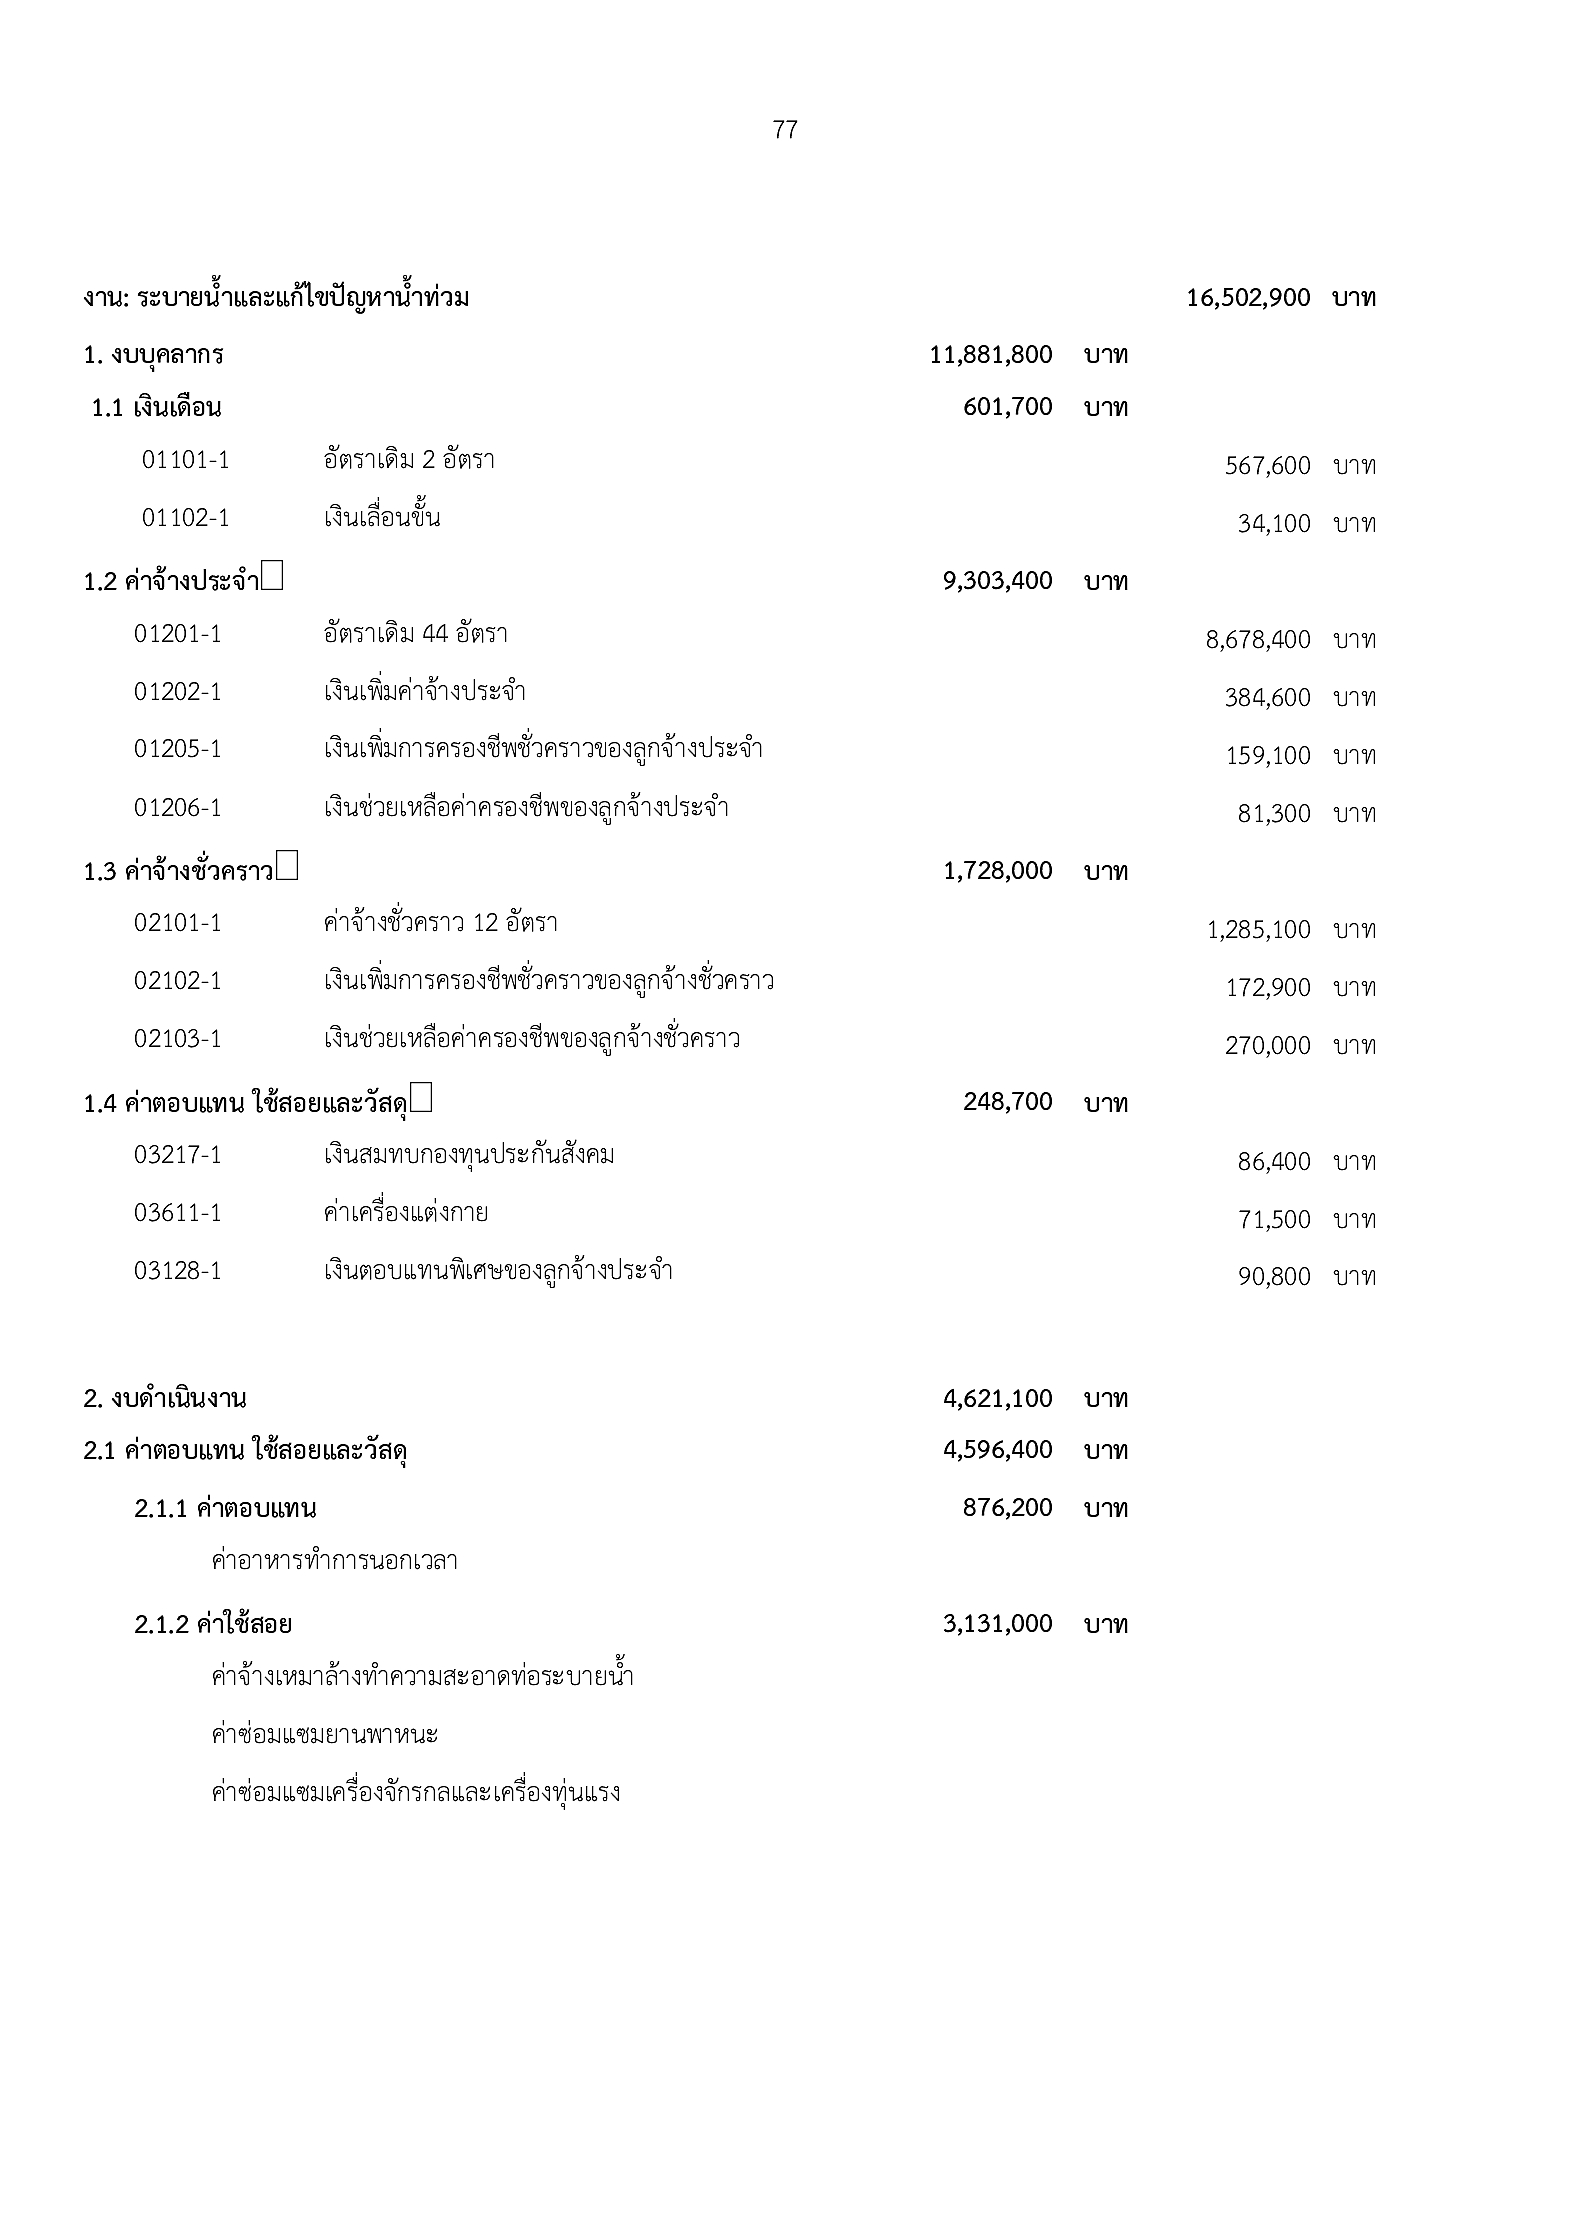 77
งาน: ระบายน้ำและแก้ไขปัญหาน้ำท่วม 16,502,900 บาท
1. งบบุคลากร 11,881,800 บาท
1.1 เงินเดือน 601,700 บาท
01101-1 อัตราเดิม 2 อัตรา 567,600 บาท
01102-1 เงินเลื่อนขั้น 34,100 บาท
1.2 ค่าจ้างประจำ 9,303,400 บาท
01201-1 อัตราเดิม 44 อัตรา 8,678,400 บาท
01202-1 เงินเพิ่มค่าจ้างประจำ 384,600 บาท
01205-1 เงินเพิ่มการครองชีพชั่วคราวของลูกจ้างประจำ 159,100 บาท
01206-1 เงินช่วยเหลือค่าครองชีพของลูกจ้างประจำ 81,300 บาท
1.3 ค่าจ้างชั่วคราว 1,728,000 บาท
02101-1 ค่าจ้างชั่วคราว 12 อัตรา 1,285,100 บาท
02102-1 เงินเพิ่มการครองชีพชั่วคราวของลูกจ้างชั่วคราว 172,900 บาท
02103-1 เงินช่วยเหลือค่าครองชีพของลูกจ้างชั่วคราว 270,000 บาท
1.4 ค่าตอบแทน ใช้สอยและวัสดุ 248,700 บาท
03217-1 เงินสมทบกองทุนประกันสังคม 86,400 บาท
03611-1 ค่าเครื่องแต่งกาย 71,500 บาท
03128-1 เงินตอบแทนพิเศษของลูกจ้างประจำ 90,800 บาท
2. งบดำเนินงาน 4,621,100 บาท
2.1 ค่าตอบแทน ใช้สอยและวัสดุ 4,596,400 บาท
2.1.1 ค่าตอบแทน 876,200 บาท
ค่าอาหารทำการนอกเวลา
2.1.2 ค่าใช้สอย 3,131,000 บาท
ค่าจ้างเหมาล้างทำความสะอาดท่อระบายน้ำ
ค่าซ่อมแซมยานพาหนะ
ค่าซ่อมแซมเครื่องจักรกลและเครื่องทุ่นแรง